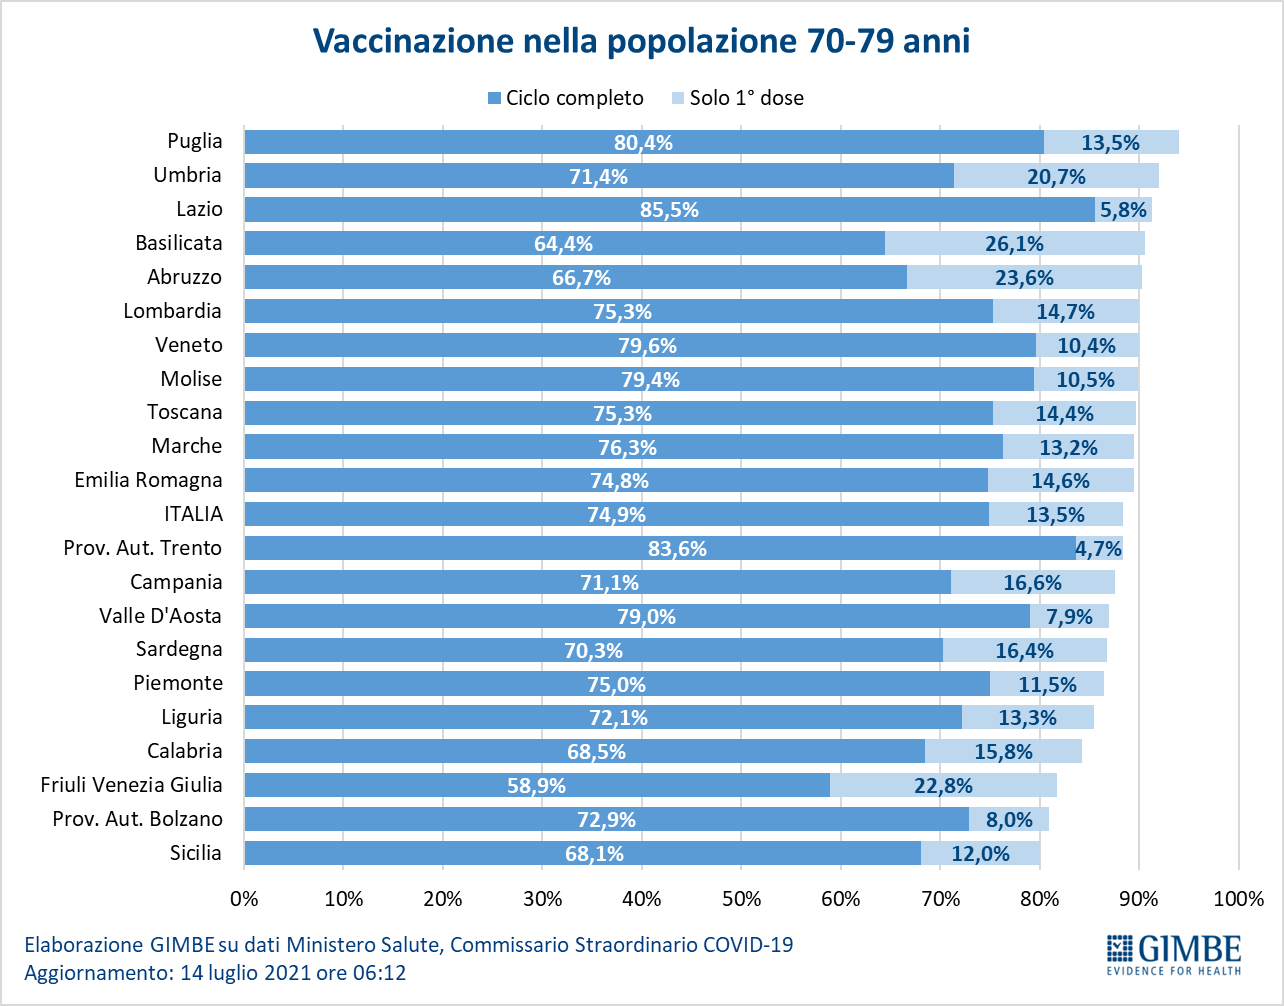 Vaccinazione nella popolazione 70-79 anni
Ciclo completo Solo 1° dose
Puglia 80,4% 13,5%
Umbria 71,4% 20,7%
Lazio 85,5% 5,8%
Basilicata 64,4% 26,1%
Abruzzo 66,7% 23,6%
Lombardia 75,3% 14,7%
Veneto 79,6% 10,4%
Molise 79,4% 10,5%
Toscana 75,3% 14,4%
Marche 76,3% 13,2%
Emilia Romagna 74,8% 14,6%
ITALIA 74,9% 13,5%
Prov. Aut. Trento 83,6% 4,7%
Campania 71,1% 16,6%
Valle D'Aosta 79,0% 7,9%
Sardegna 70,3% 16,4%
Piemonte 75,0% 11,5%
Liguria 72,1% 13,3%
Calabria 68,5% 15,8%
Friuli Venezia Giulia 58,9% 22,8%
Prov. Aut. Bolzano 72,9% 8,0%
Sicilia 68,1% 12,0%
0% 10% 20% 30% 40% 50% 60% 70% 80% 90% 100%
Elaborazione GIMBE su dati Ministero Salute, Commissario Straordinario COVID-19
Aggiornamento: 14 luglio 2021 ore 06:12
GIMBE
EVIDENCE FOR HEALTH